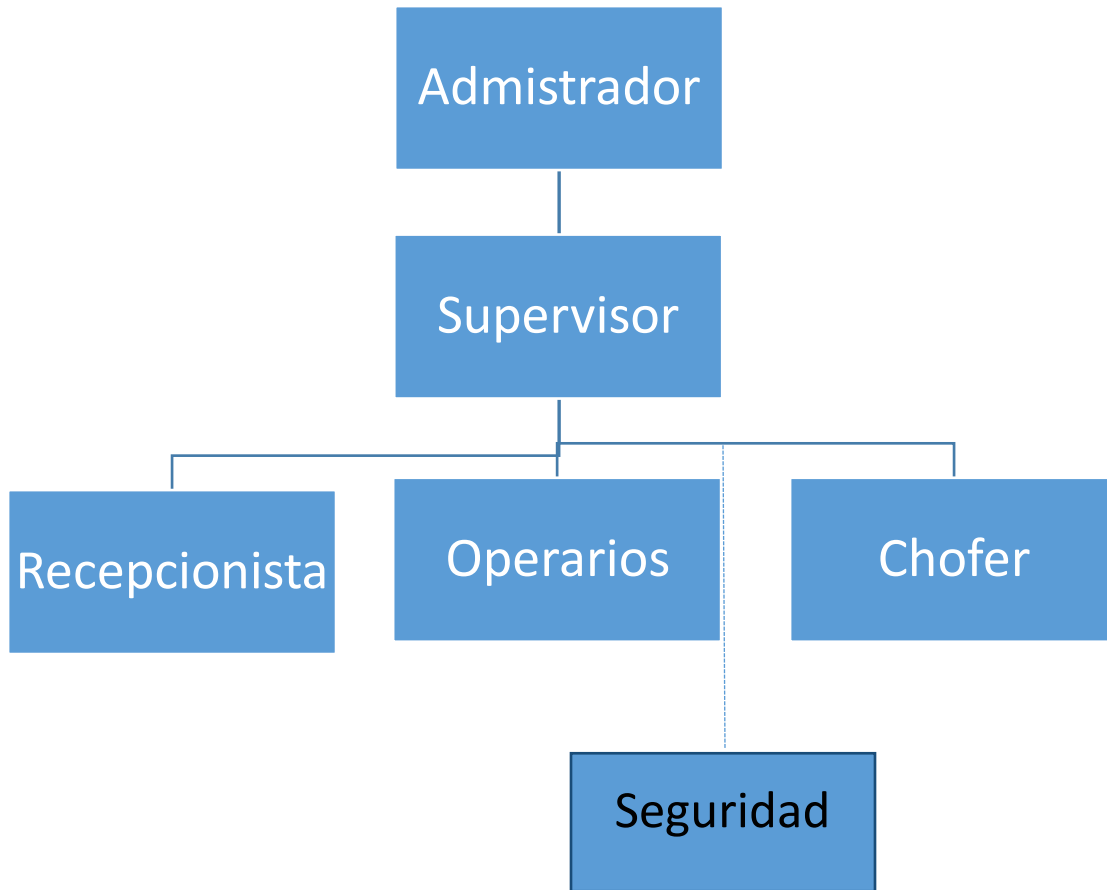 Admistrador
Supervisor
Recepcionista
Operarios
Chofer
Seguridad